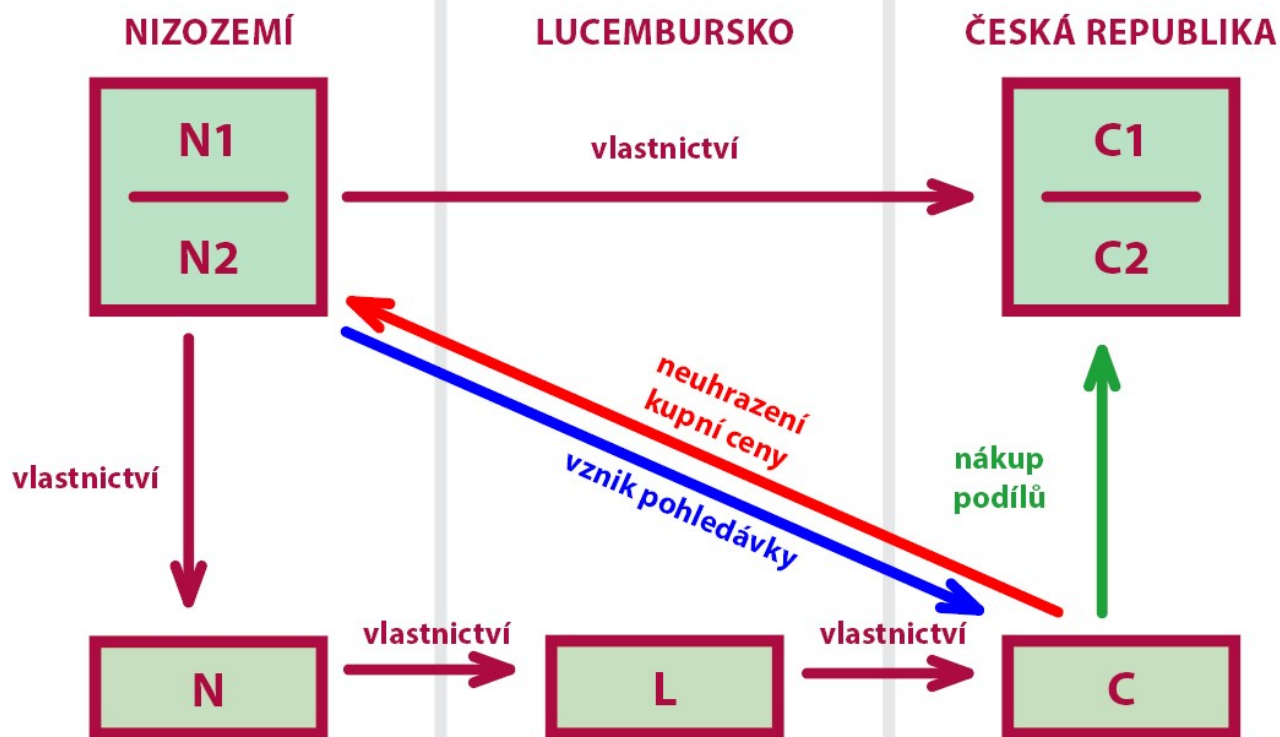 NIZOZEMÍ
LUCEMBURSKO
ČESKÁ REPUBLIKA
N1
N2
vlastnictví
C1
C2
neuhrazení
kupní ceny
vznik pohledávky
vlastnictví
nákup
podílů
vlastnictví
vlastnictví
N
L
C